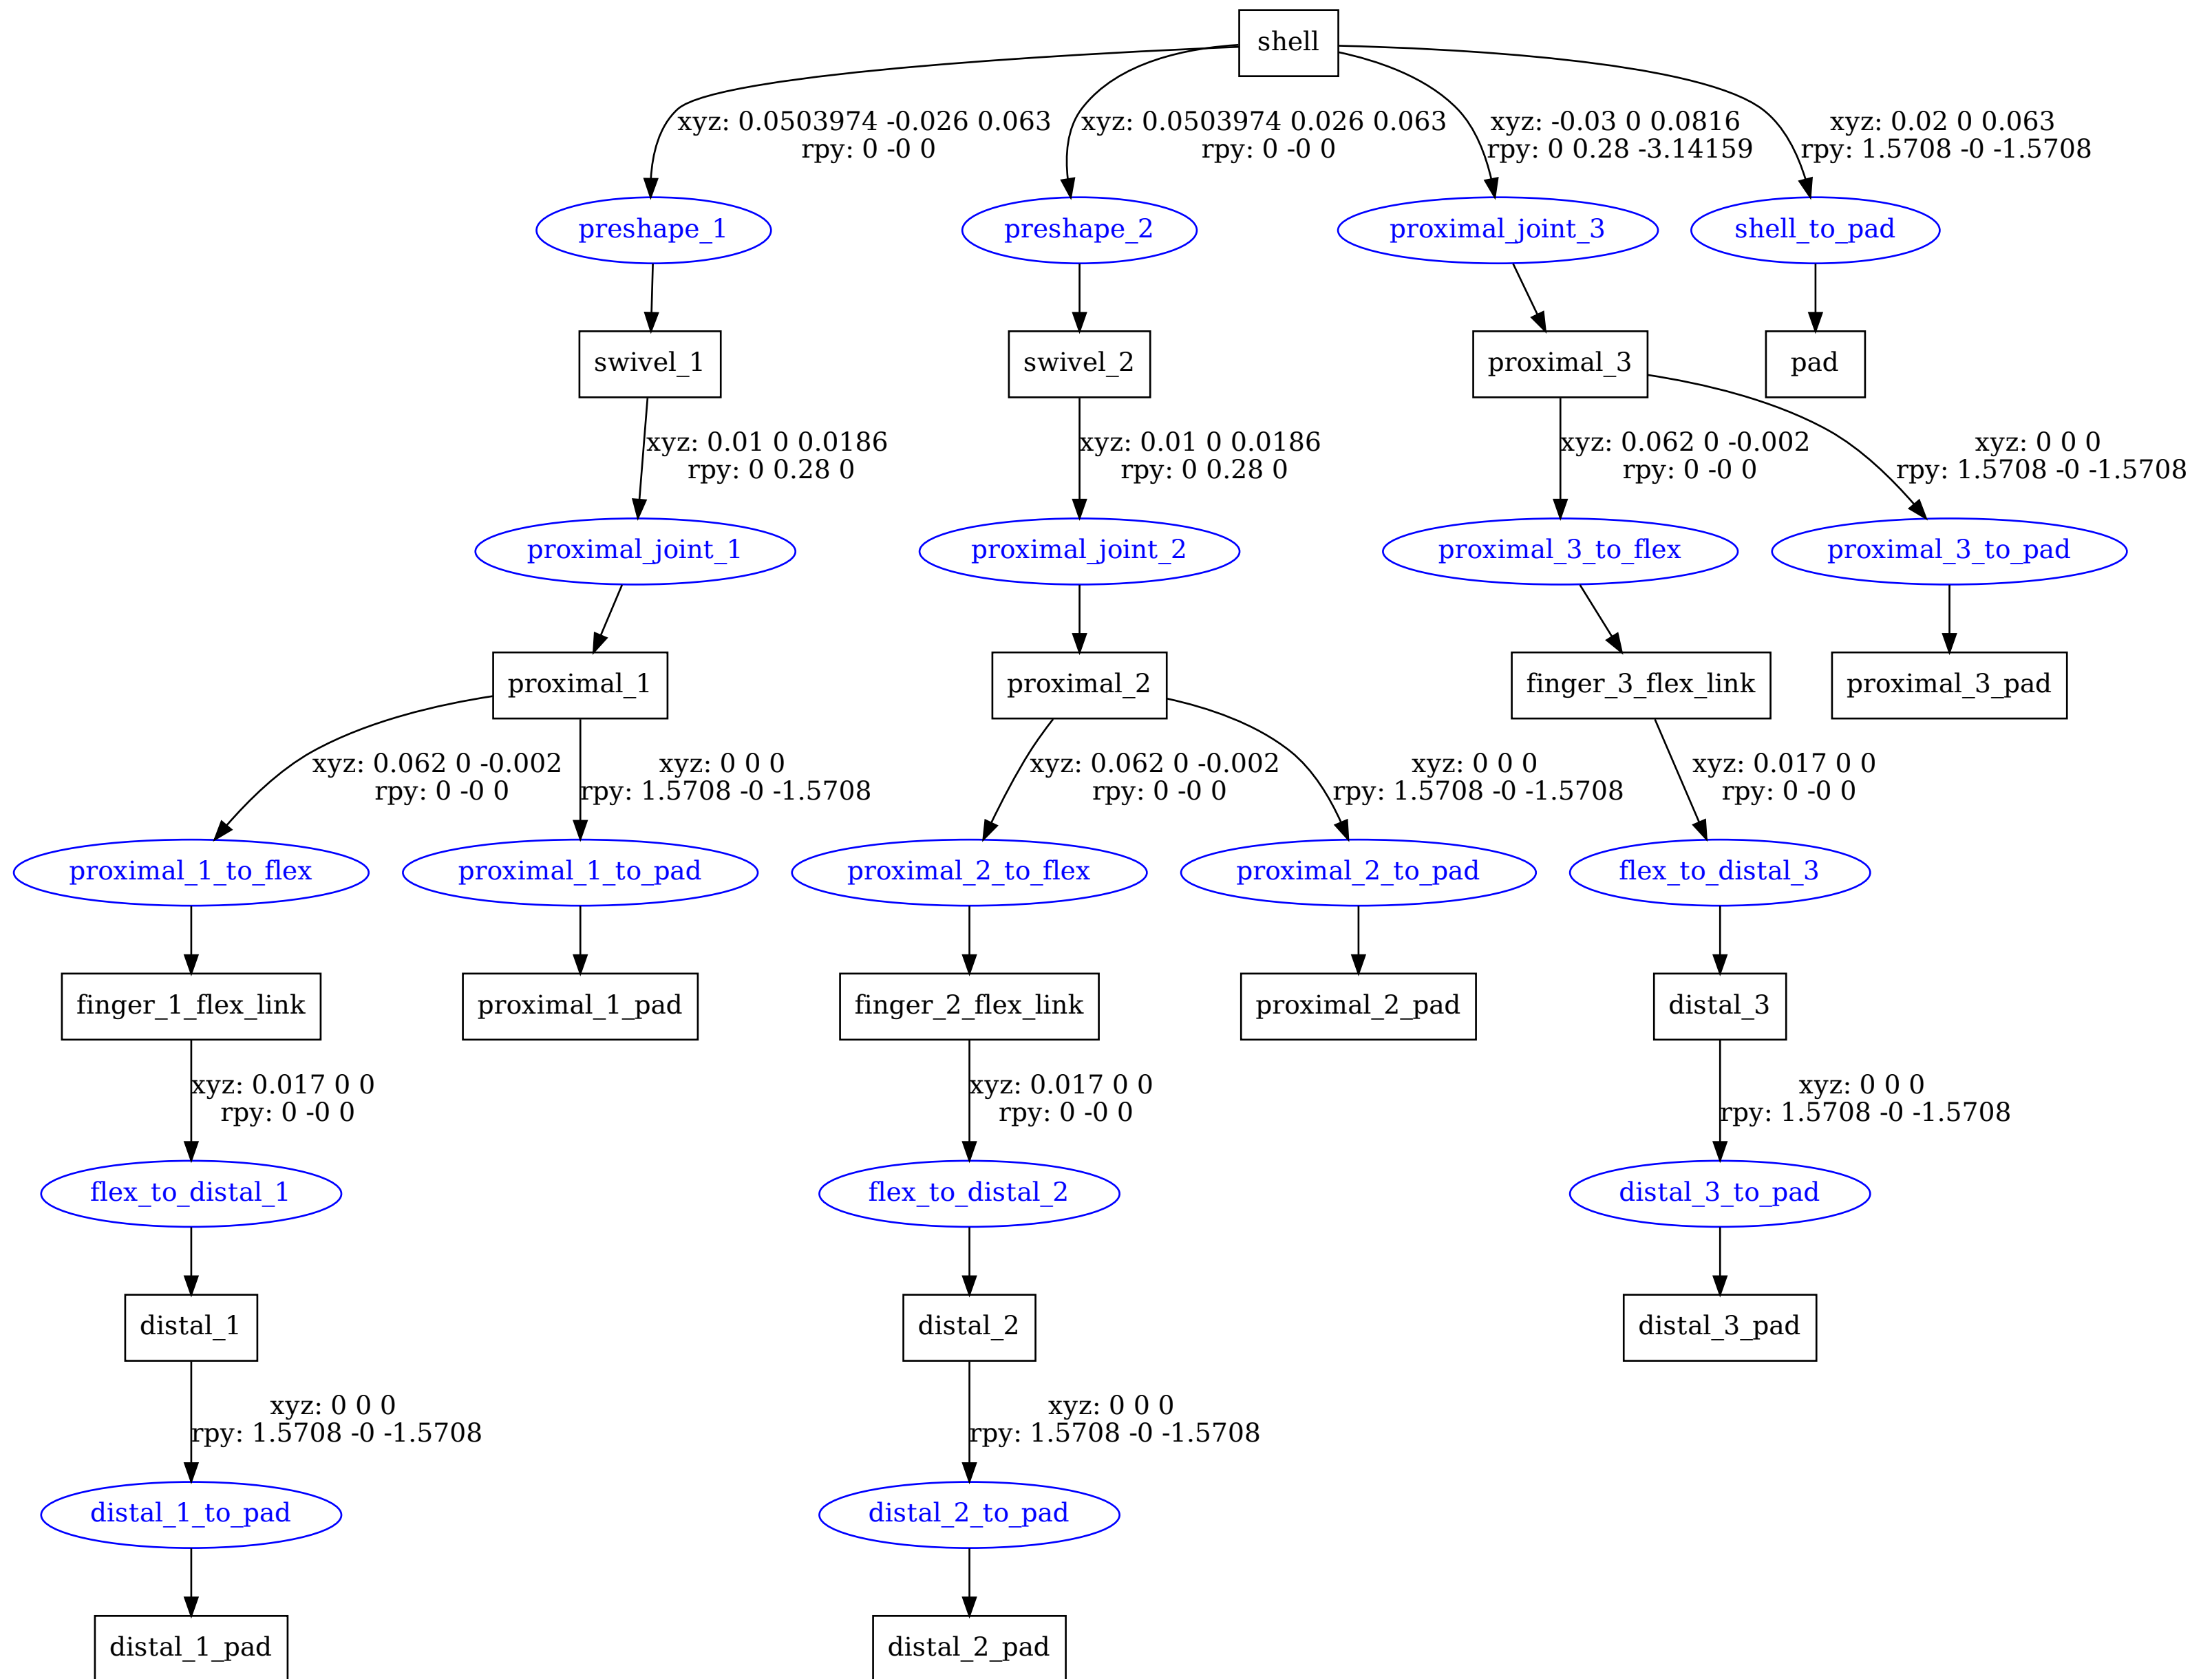 shell
xyz: 0.0503974 -0.026 0.063
rpy: 0 -0 0
xyz: 0.0503974 0.026 0.063
rpy: 0 -0 0
xyz: -0.03 0 0.0816
rpy: 0 0.28 -3.14159
xyz: 0.02 0 0.063
rpy: 1.5708 -0 -1.5708
preshape_1
preshape_2
proximal_joint_3
shell_to_pad
swivel_1
swivel_2
proximal_3
pad
xyz: 0.01 0 0.0186
rpy: 0 0.28 0
xyz: 0.01 0 0.0186
rpy: 0 0.28 0
xyz: 0.062 0 -0.002
rpy: 0 -0 0
xyz: 0 0 0
rpy: 1.5708 -0 -1.5708
proximal_joint_1
proximal_joint_2
proximal_3_to_flex
proximal_3_to_pad
proximal_1
proximal_2
finger_3_flex_link
proximal_3_pad
xyz: 0.062 0 -0.002
rpy: 0 -0 0
xyz: 0 0 0
rpy: 1.5708 -0 -1.5708
xyz: 0.062 0 -0.002
rpy: 0 -0 0
xyz: 0 0 0
rpy: 1.5708 -0 -1.5708
xyz: 0.017 0 0
rpy: 0 -0 0
proximal_1_to_flex
proximal_1_to_pad
proximal_2_to_flex
proximal_2_to_pad
flex_to_distal_3
finger_1_flex_link
proximal_1_pad
finger_2_flex_link
proximal_2_pad
distal_3
xyz: 0.017 0 0
rpy: 0 -0 0
xyz: 0.017 0 0
rpy: 0 -0 0
xyz: 0 0 0
rpy: 1.5708 -0 -1.5708
flex_to_distal_1
flex_to_distal_2
distal_3_to_pad
distal_1
distal_2
distal_3_pad
xyz: 0 0 0
rpy: 1.5708 -0 -1.5708
xyz: 0 0 0
rpy: 1.5708 -0 -1.5708
distal_1_to_pad
distal_2_to_pad
distal_1_pad
distal_2_pad